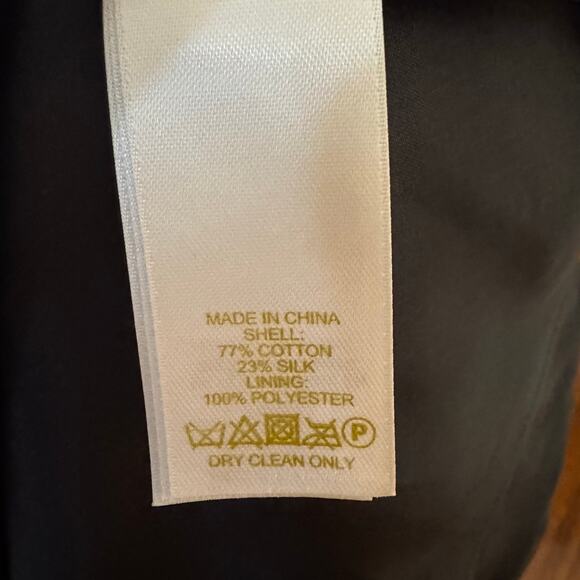 MADE IN CHINA
SHELL:
77% COTTON
23% SILK
LINING:
100% POLYESTER
P
DRY CLEAN ONLY